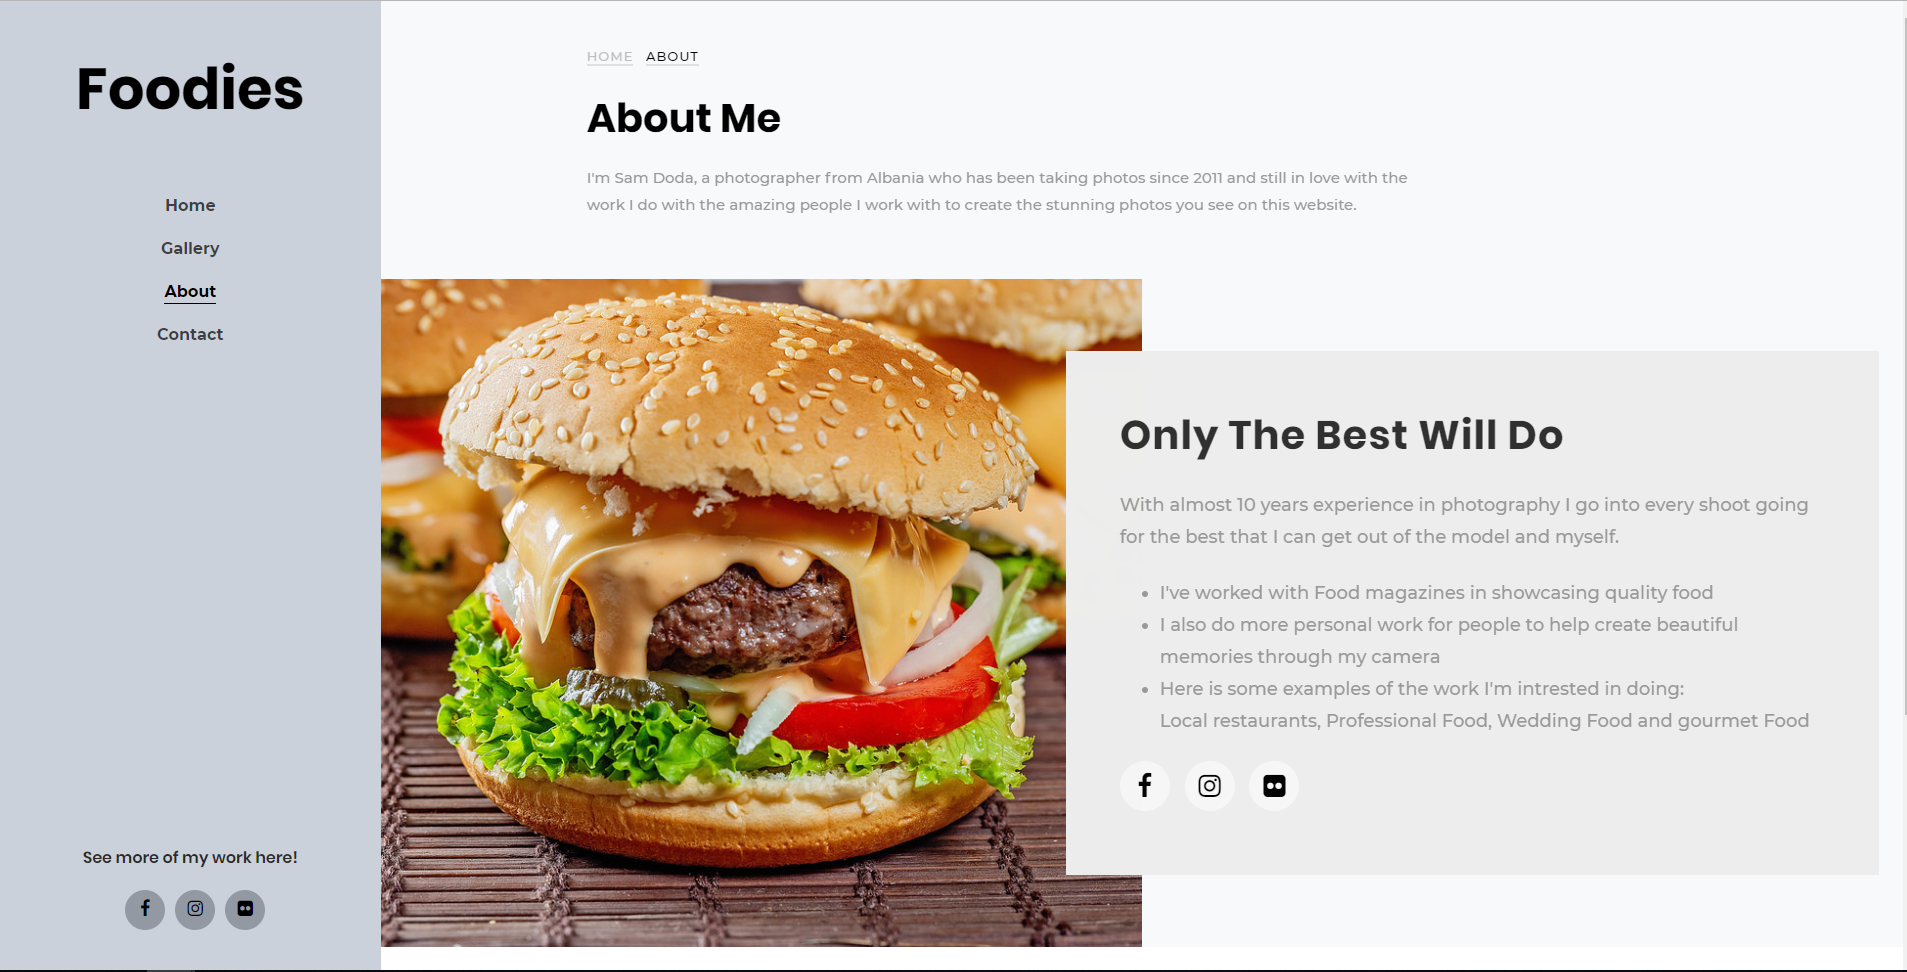 Foodies
Home
Gallery
About
Contact
See more of my work here!
HOME ABOUT
About Me
I'm Sam Doda, a photographer from Albania who has been taking photos since 2011 and still in love with the
work I do with the amazing people I work with to create the stunning photos you see on this website.
Only The Best Will Do
With almost 10 years experience in photography I go into every shoot going
for the best that I can get out of the model and myself.
I've worked with Food magazines in showcasing quality food
I also do more personal work for people to help create beautiful
memories through my camera
Here is some examples of the work I'm intrested in doing:
Local restaurants, Professional Food, Wedding Food and gourmet Food